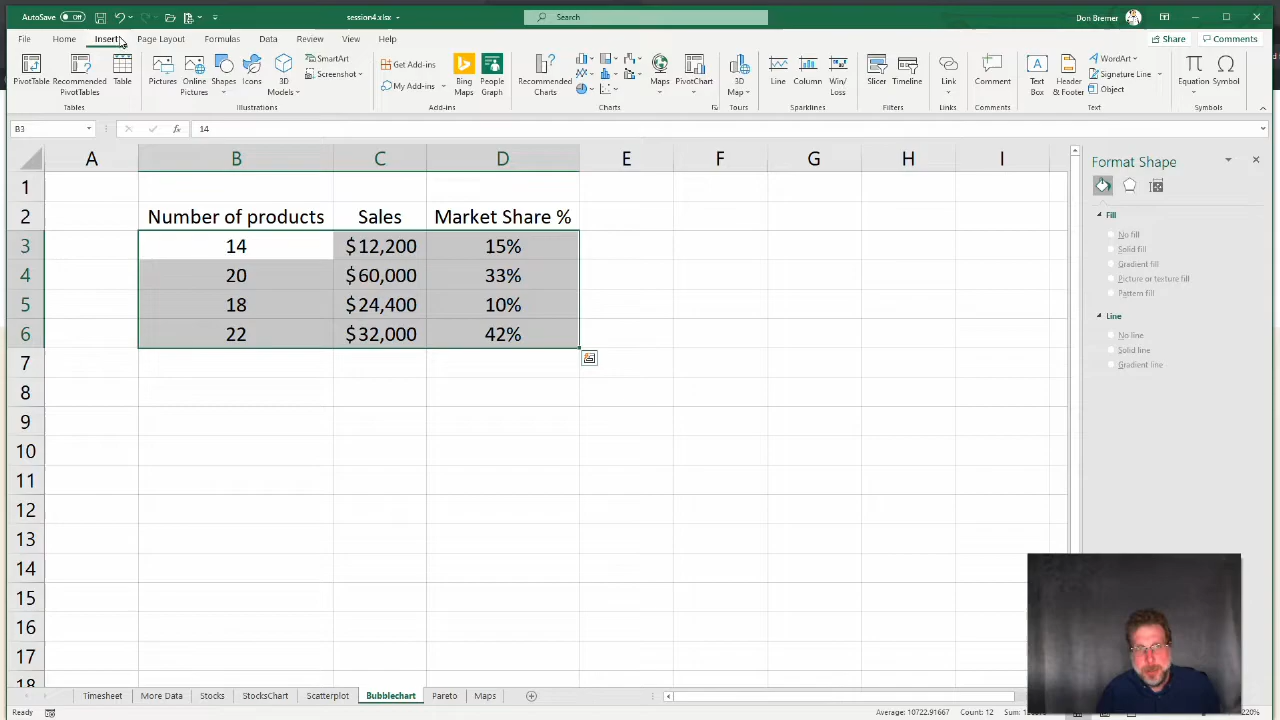 AutoSave Off session4.xlsx Search Don Bremer
File Home Insert Page Layout Formulas Data Review View Help Share Comments
PivotTable Recommended PivotTables Table Pictures Online Pictures Shapes Icons 3D Models SmartArt Screenshot Get Add-ins My Add-ins Bing Maps People Graph Recommended Charts Maps PivotChart 3D Map Line Column Win/Loss Slicer Timeline Link Comment Text Box Header & Footer WordArt Signature Line Object Equation Symbol
Tables Illustrations Add-ins Charts Tours Sparklines Filters Links Comments Text Symbols
B3 fx 14
A B C D E F G H I
1
2 Number of products Sales Market Share %
3 14 $12,200 15%
4 20 $60,000 33%
5 18 $24,400 10%
6 22 $32,000 42%
7
8
9
10
11
12
13
14
15
16
17
18
Format Shape
Fill
No fill
Solid fill
Gradient fill
Picture or texture fill
Pattern fill
Line
No line
Solid line
Gradient line
Timesheet More Data Stocks StocksChart Scatterplot Bubblechart Pareto Maps
Ready Average: 10722.91667 Count: 12 Sum: 220%